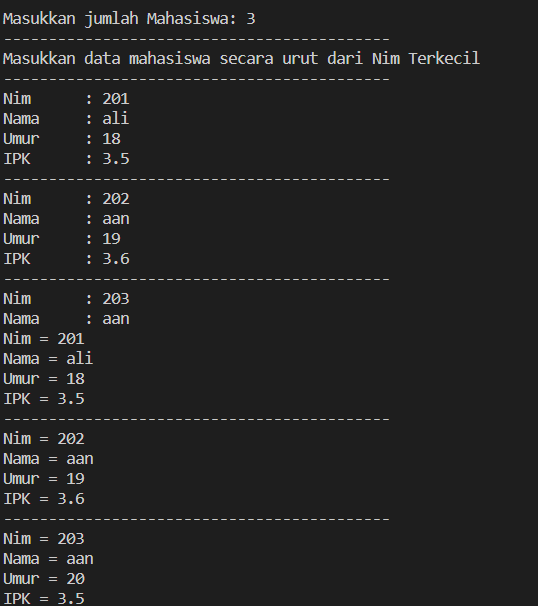 Masukkan jumlah Mahasiswa: 3
-------------------------------------------
Masukkan data mahasiswa secara urut dari Nim Terkecil
-------------------------------------------
Nim      : 201
Nama     : ali
Umur     : 18
IPK      : 3.5
-------------------------------------------
Nim      : 202
Nama     : aan
Umur     : 19
IPK      : 3.6
-------------------------------------------
Nim      : 203
Nama     : aan
Nim = 201
Nama = ali
Umur = 18
IPK = 3.5
-------------------------------------------
Nim = 202
Nama = aan
Umur = 19
IPK = 3.6
-------------------------------------------
Nim = 203
Nama = aan
Umur = 20
IPK = 3.5